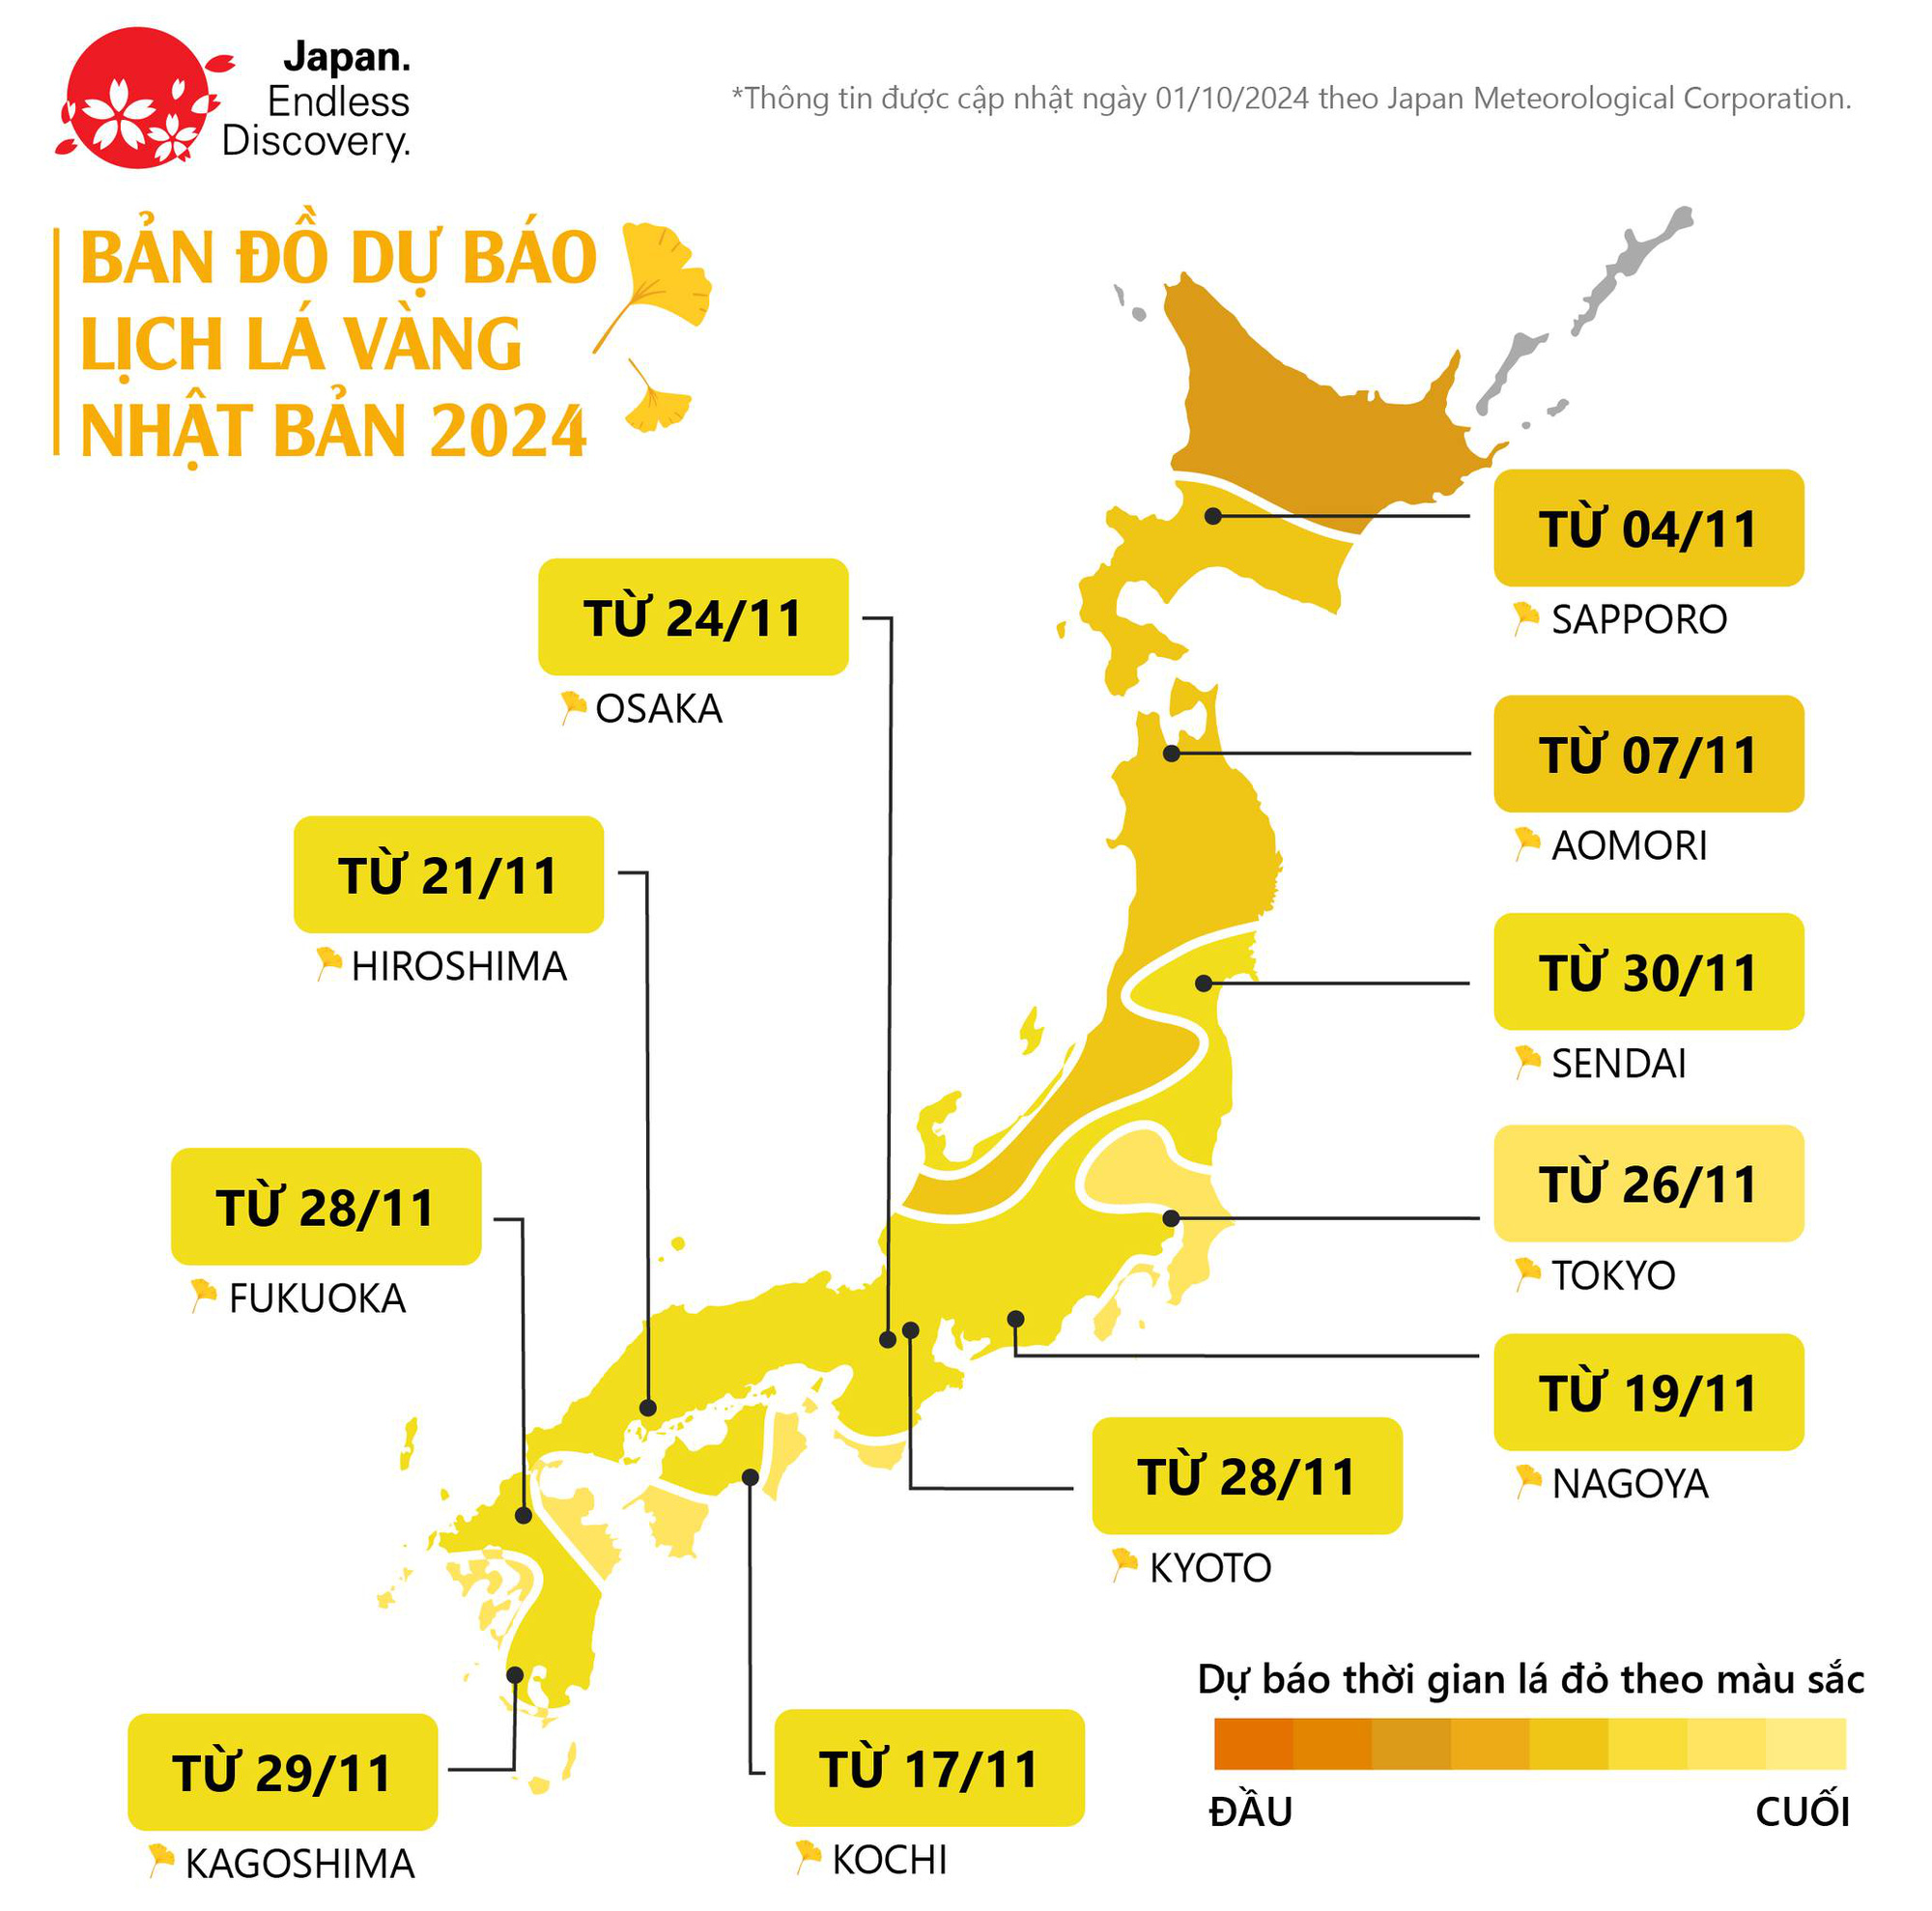 Japan.
Endless
Discovery.
*Thông tin được cập nhật ngày 01/10/2024 theo Japan Meteorological Corporation.
BẢN ĐỒ DỰ BÁO
LỊCH LÁ VÀNG
NHẬT BẢN 2024
TỪ 04/11
SAPPORO
TỪ 24/11
OSAKA
TỪ 07/11
AOMORI
TỪ 21/11
HIROSHIMA
TỪ 30/11
SENDAI
TỪ 28/11
FUKUOKA
TỪ 26/11
TOKYO
TỪ 19/11
NAGOYA
TỪ 28/11
KYOTO
TỪ 29/11
KAGOSHIMA
TỪ 17/11
KOCHI
Dự báo thời gian lá đỏ theo màu sắc
ĐẦU
CUỐI